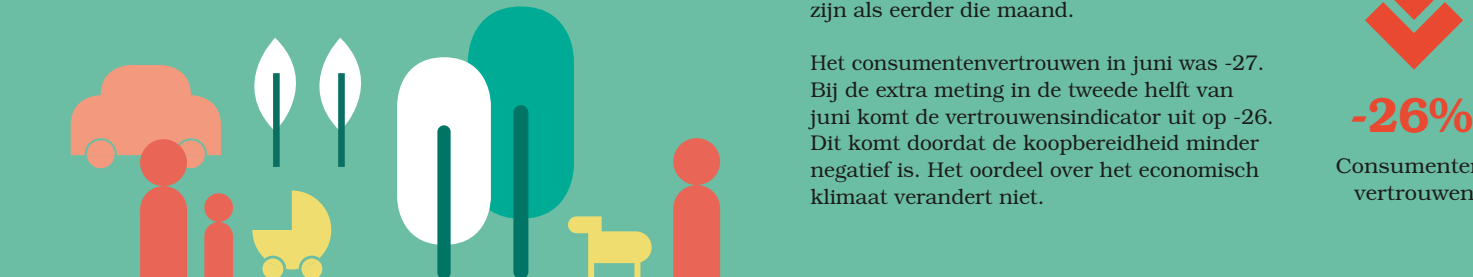 zijn als eerder die maand.
Het consumentenvertrouwen in juni was -27.
Bij de extra meting in de tweede helft van
juni komt de vertrouwensindicator uit op -26.
Dit komt doordat de koopbereidheid minder
negatief is. Het oordeel over het economisch
klimaat verandert niet.
-26%
Consumenten
vertrouwen